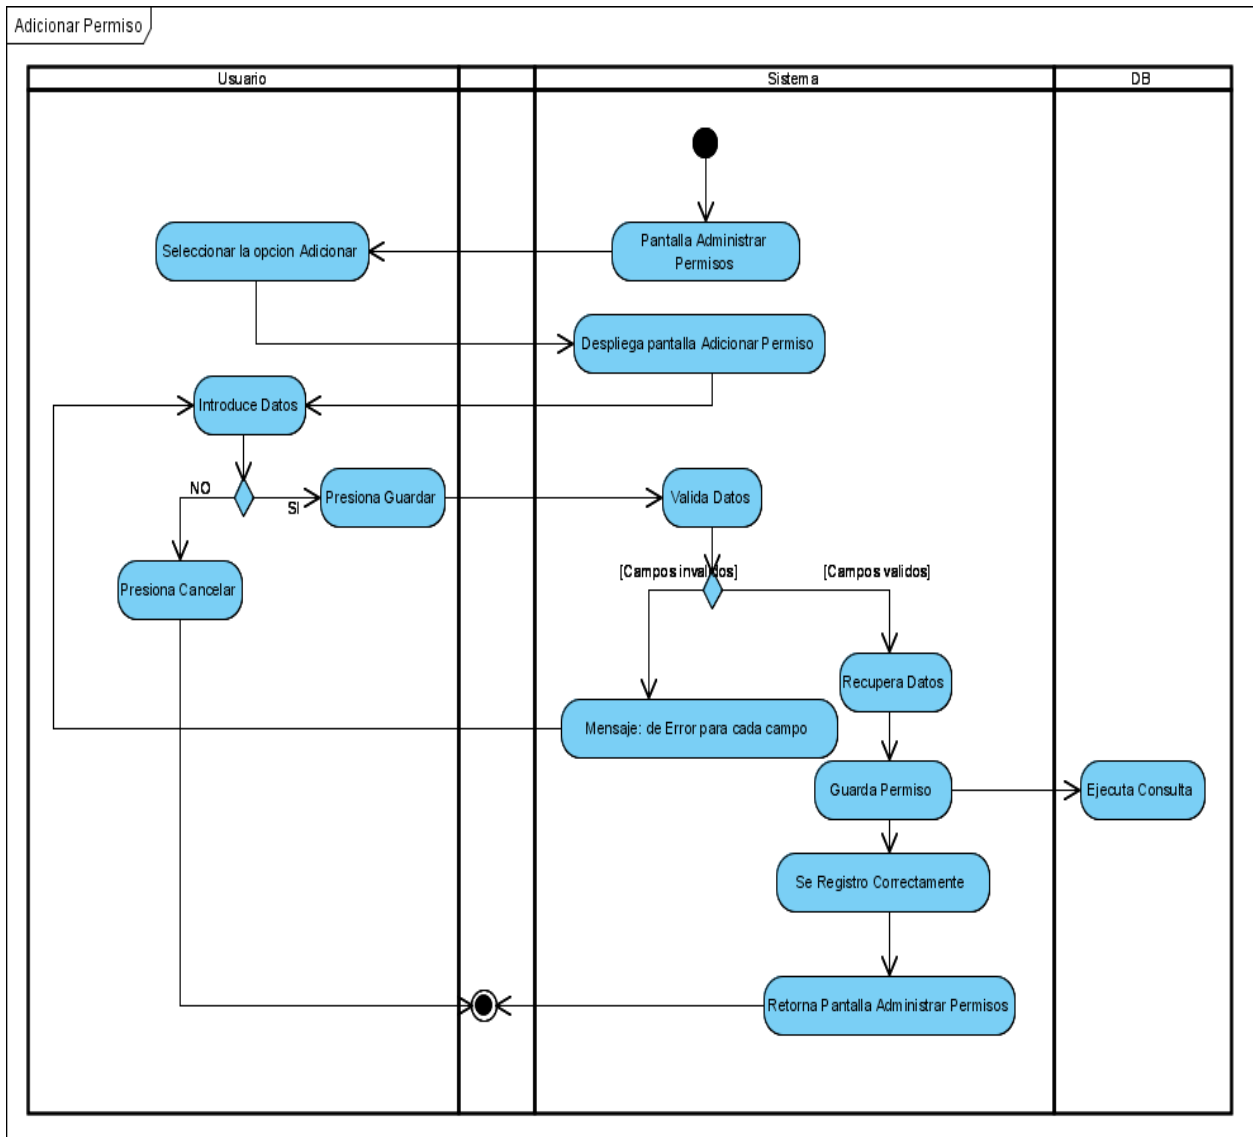 Adicionar Permiso
Usuario
Sistema
DB
Pantalla Administrar
Permisos
Seleccionar la opcion Adicionar
Despliega pantalla Adicionar Permiso
Introduce Datos
NO
SI
Presiona Guardar
Valida Datos
[Campos invalidos]
[Campos validos]
Presiona Cancelar
Recupera Datos
Mensaje: de Error para cada campo
Guarda Permiso
Ejecuta Consulta
Se Registro Correctamente
Retorna Pantalla Administrar Permisos